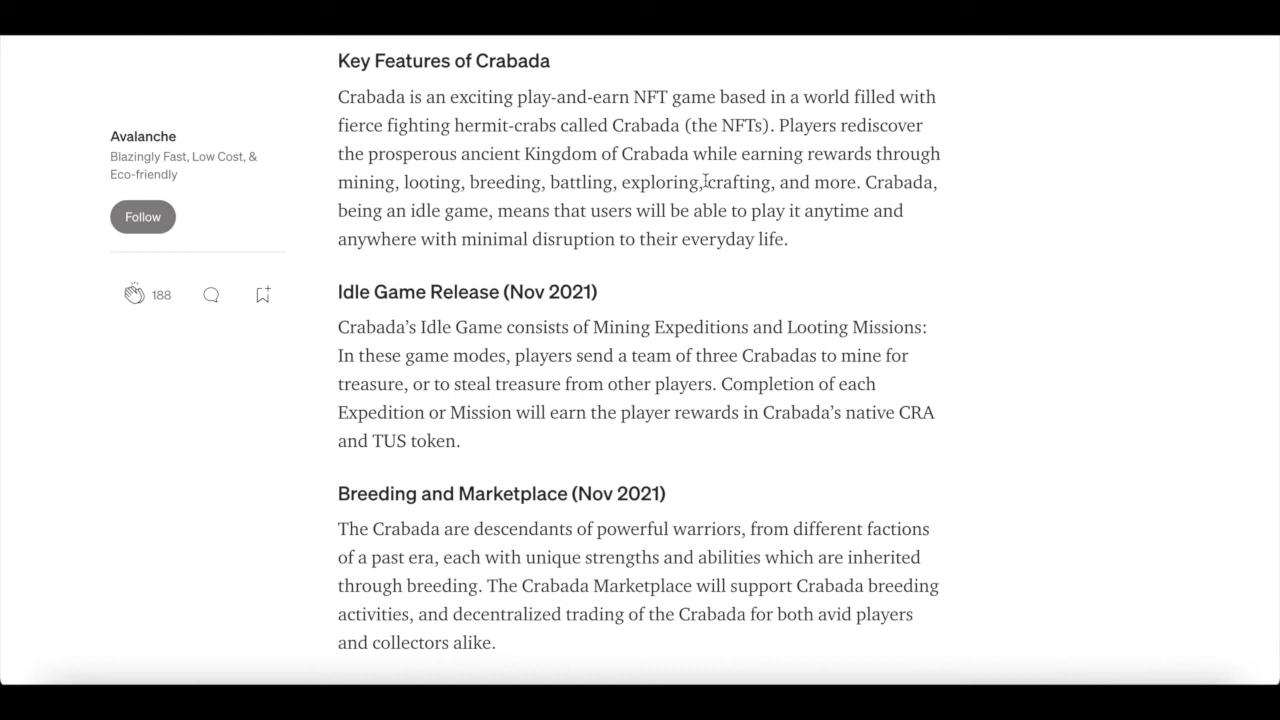 Key Features of Crabada
Crabada is an exciting play-and-earn NFT game based in a world filled with
fierce fighting hermit-crabs called Crabada (the NFTs). Players rediscover
the prosperous ancient Kingdom of Crabada while earning rewards through
mining, looting, breeding, battling, exploring, crafting, and more. Crabada,
being an idle game, means that users will be able to play it anytime and
anywhere with minimal disruption to their everyday life.
Avalanche
Blazingly Fast, Low Cost, &
Eco-friendly
Follow
188
Idle Game Release (Nov 2021)
Crabada’s Idle Game consists of Mining Expeditions and Looting Missions:
In these game modes, players send a team of three Crabadas to mine for
treasure, or to steal treasure from other players. Completion of each
Expedition or Mission will earn the player rewards in Crabada’s native CRA
and TUS token.
Breeding and Marketplace (Nov 2021)
The Crabada are descendants of powerful warriors, from different factions
of a past era, each with unique strengths and abilities which are inherited
through breeding. The Crabada Marketplace will support Crabada breeding
activities, and decentralized trading of the Crabada for both avid players
and collectors alike.